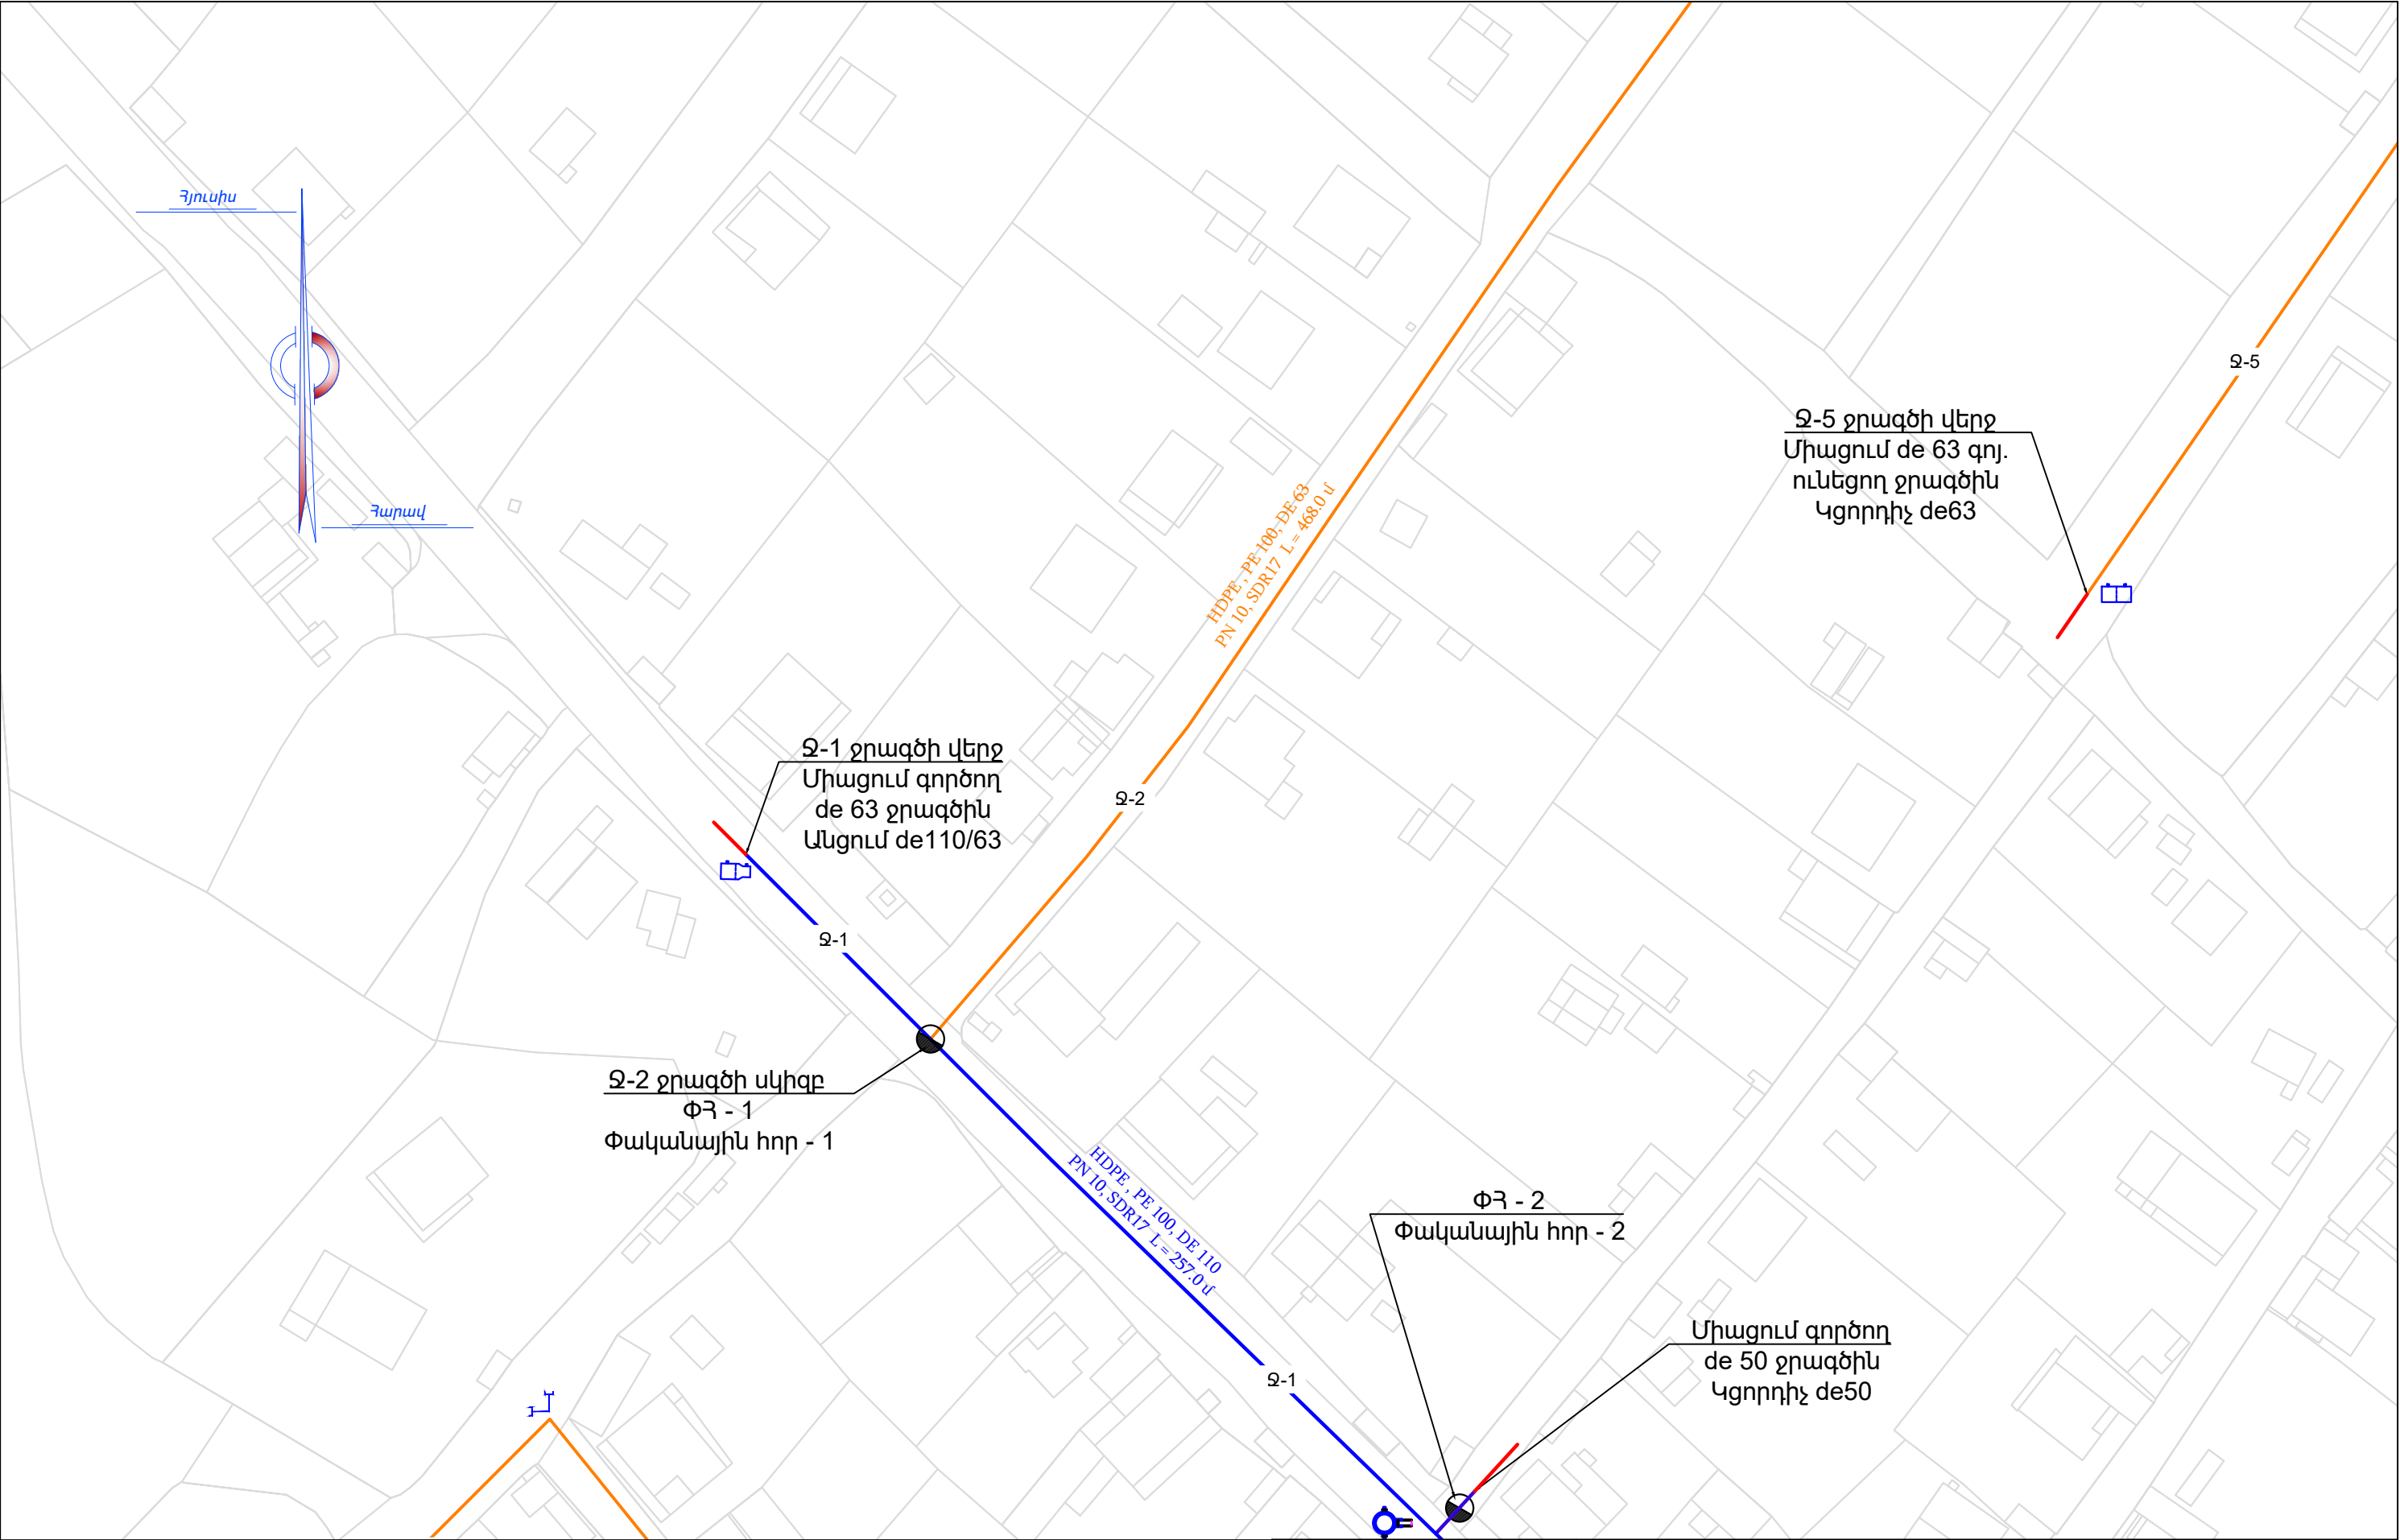 Հյուսիս
Հարավ
Ջ-5
Ջ-5 ջրագծի վերջ
Միացում de 63 գոյ.
ունեցող ջրագծին
Կցորդիչ de63
HDPE , PE 100, DE 63
PN 10, SDR17 L = 468.0 մ
Ջ-1 ջրագծի վերջ
Միացում գործող
de 63 ջրագծին
Անցում de110/63
Ջ-2
Ջ-1
Ջ-2 ջրագծի սկիզբ
ՓՀ - 1
Փականային հոր - 1
HDPE , PE 100, DE 110
PN 10, SDR17 L = 257.0 մ
ՓՀ - 2
Փականային հոր - 2
Միացում գործող
de 50 ջրագծին
Կցորդիչ de50
Ջ-1